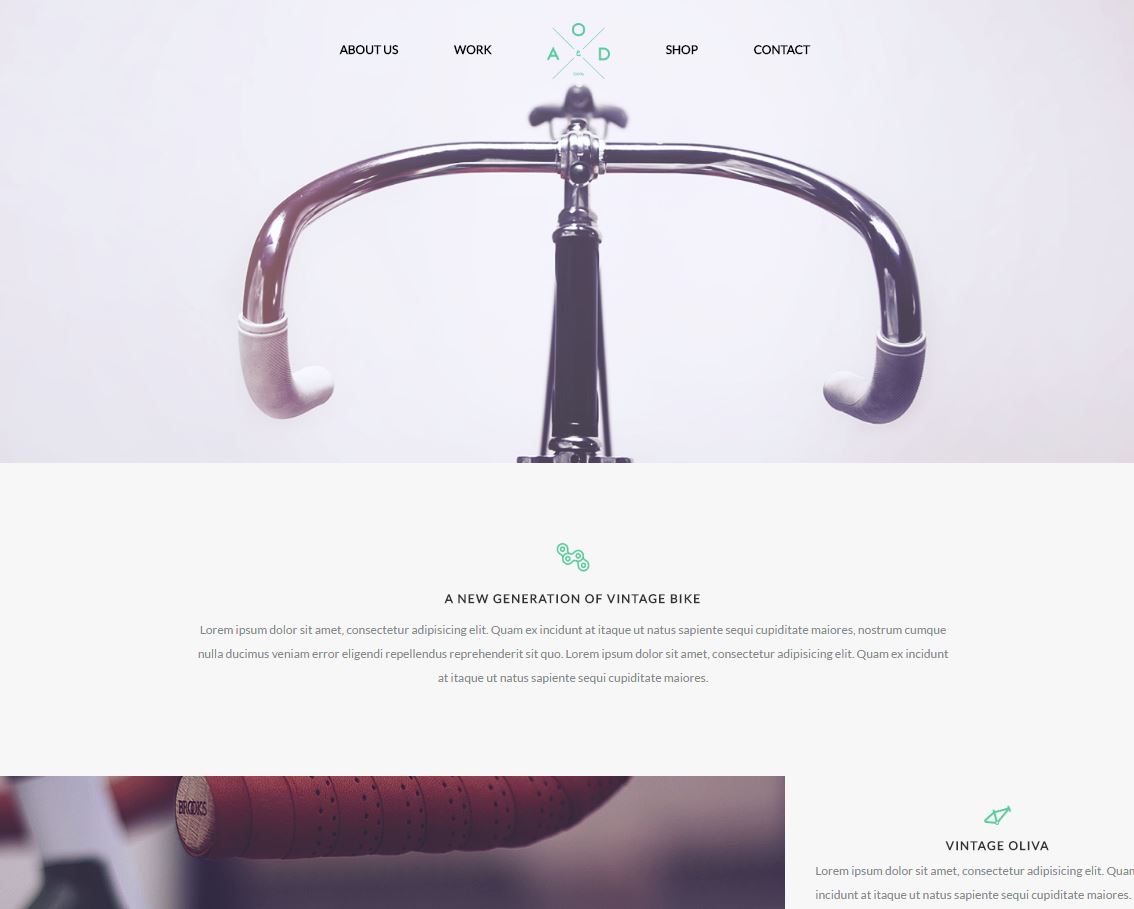 ABOUT US
WORK
O
A & D
SHOP
CONTACT
A NEW GENERATION OF VINTAGE BIKE
Lorem ipsum dolor sit amet, consectetur adipisicing elit. Quam ex incidunt at itaque ut natus sapiente sequi cupiditate maiores, nostrum cumque
nulla ducimus veniam error eligendi repellendus reprehenderit sit quo. Lorem ipsum dolor sit amet, consectetur adipisicing elit. Quam ex incidunt
at itaque ut natus sapiente sequi cupiditate maiores.
BROOKS
VINTAGE OLIVA
Lorem ipsum dolor sit amet, consectetur adipisicing elit. Quam
incidunt at itaque ut natus sapiente sequi cupiditate maiores.